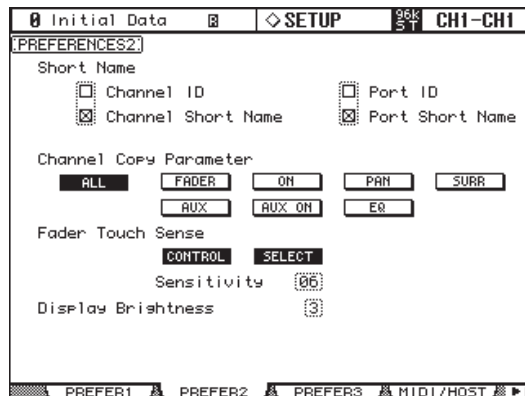 0 Initial Data R ◇SETUP 96k ST CH1-CH1
PREFERENCES2
Short Name
Channel ID Port ID
Channel Short Name Port Short Name
Channel Copy Parameter
ALL FADER ON PAN SURR
AUX AUX ON EQ
Fader Touch Sense
CONTROL SELECT
Sensitivity 06
Display Brightness 3
PREFER1 PREFER2 PREFER3 MIDI/HOST